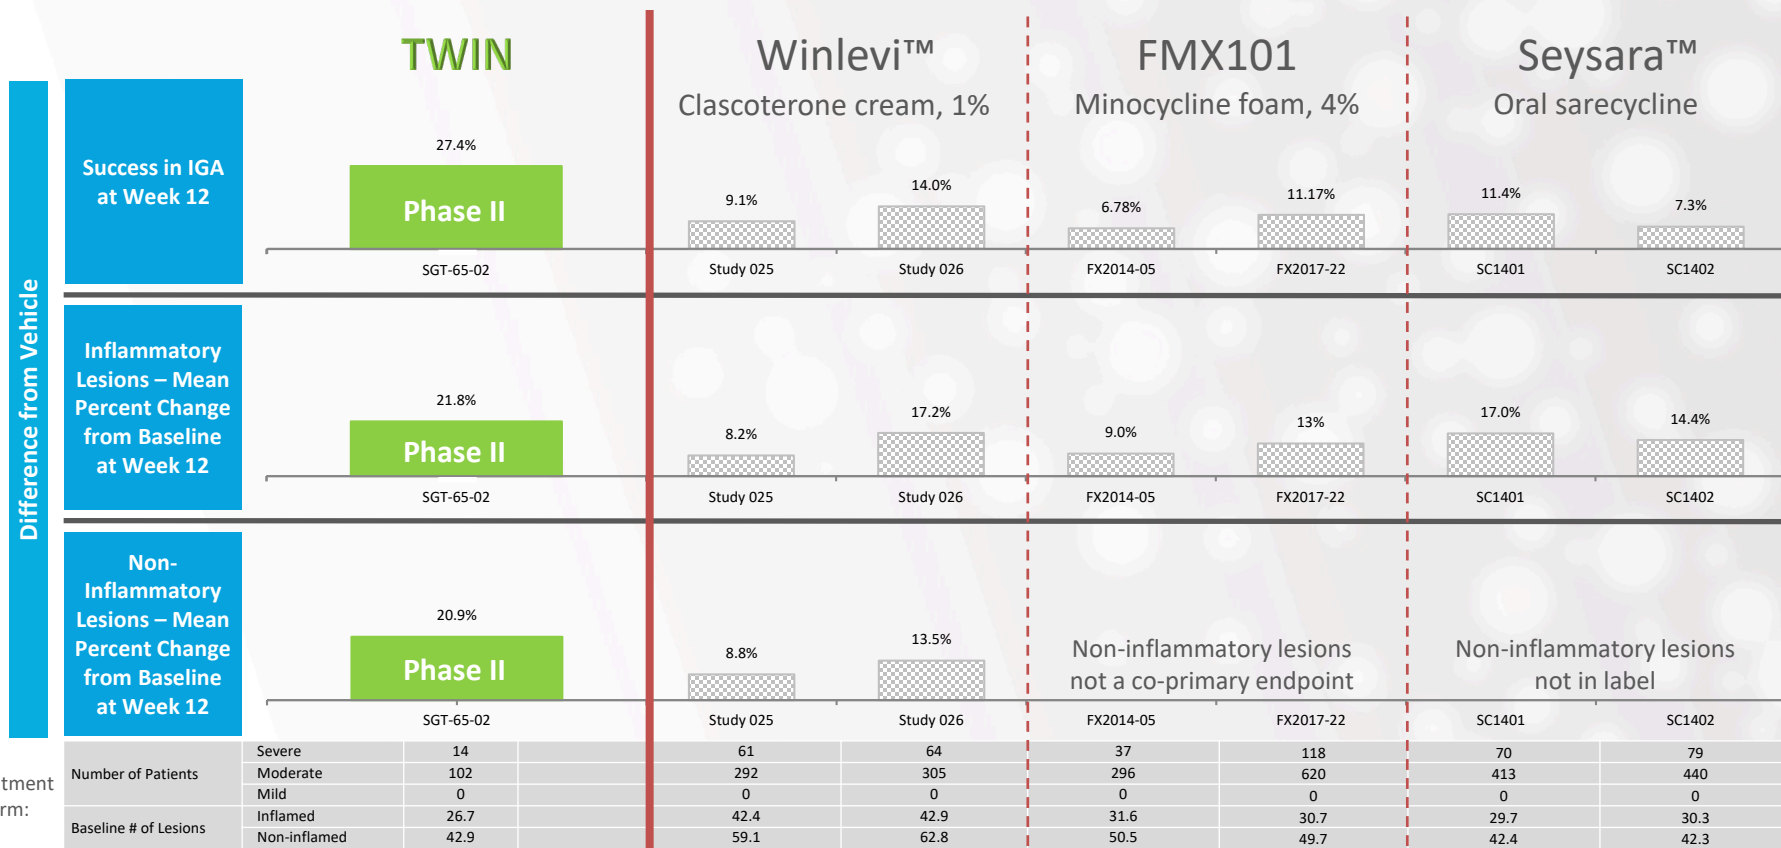 TWIN
Winlevi™
Clascoterone cream, 1%
FMX101
Minocycline foam, 4%
Seysara™
Oral sarecycline
Difference from Vehicle
Success in IGA
at Week 12
27.4%
Phase II
SGT-65-02
9.1%
14.0%
Study 025
Study 026
6.78%
11.17%
FX2014-05
FX2017-22
11.4%
7.3%
SC1401
SC1402
Inflammatory
Lesions – Mean
Percent Change
from Baseline
at Week 12
21.8%
Phase II
SGT-65-02
8.2%
17.2%
Study 025
Study 026
9.0%
13%
FX2014-05
FX2017-22
17.0%
14.4%
SC1401
SC1402
Non-
Inflammatory
Lesions – Mean
Percent Change
from Baseline
at Week 12
20.9%
Phase II
SGT-65-02
8.8%
13.5%
Study 025
Study 026
Non-inflammatory lesions
not a co-primary endpoint
FX2014-05
FX2017-22
Non-inflammatory lesions
not in label
SC1401
SC1402
tment
rm:
Number of Patients
Severe 14 61 64 37 118 70 79
Moderate 102 292 305 296 620 413 440
Mild 0 0 0 0 0 0 0
Baseline # of Lesions
Inflamed 26.7 42.4 42.9 31.6 30.7 29.7 30.3
Non-inflamed 42.9 59.1 62.8 50.5 49.7 42.4 42.3